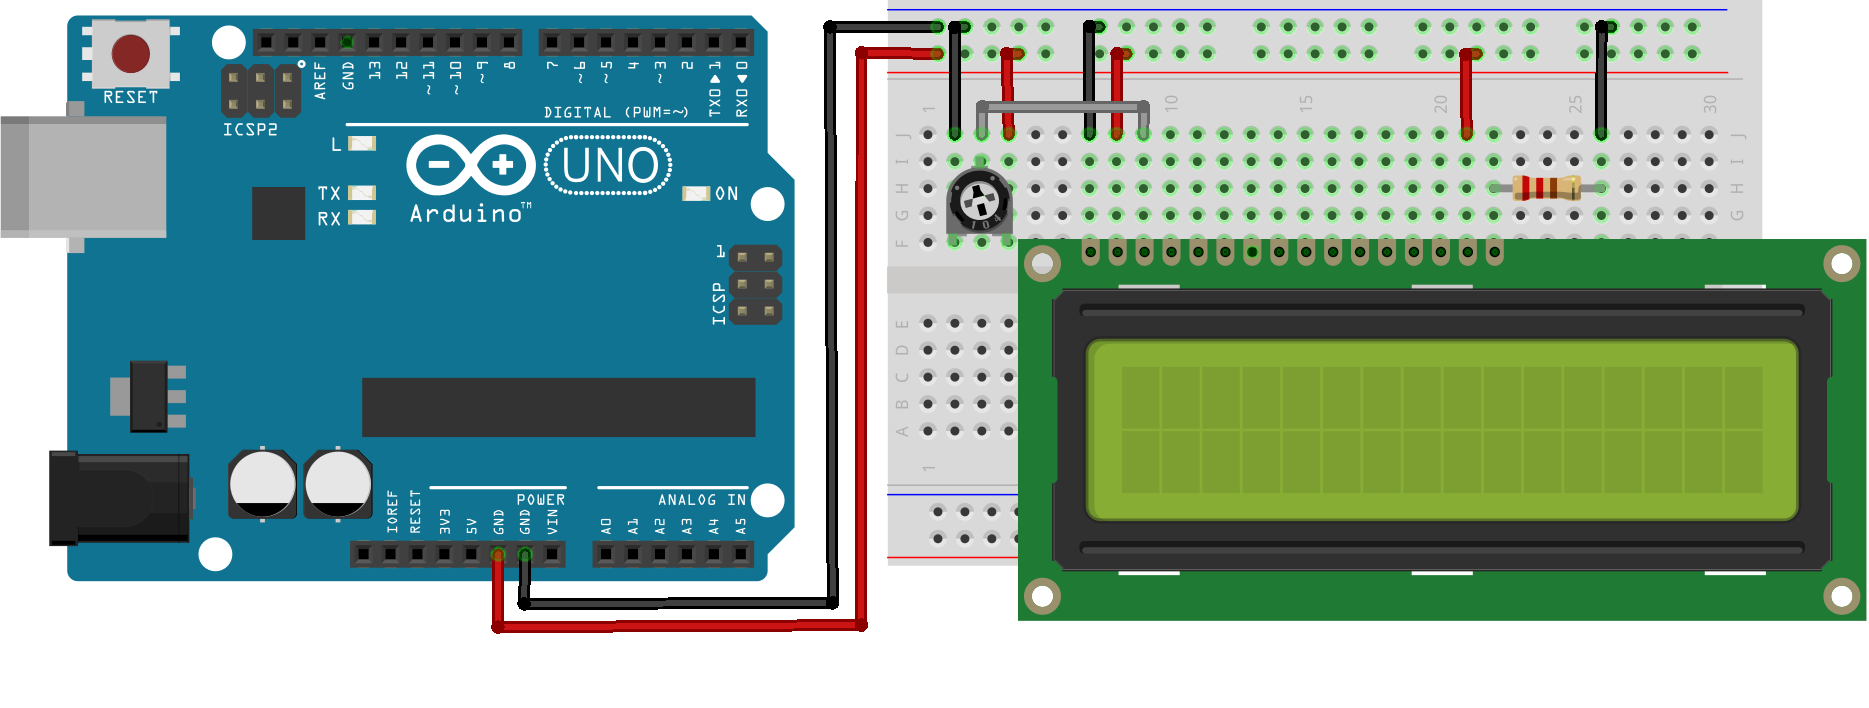 RESET
ICSP2
AREF
GND
13
12
~11
~10
~9
8
7
~6
~5
4
~3
2
TX0 1
RX0 0
DIGITAL (PWM=~)
L
TX
RX
UNO
ON
Arduino™
1
ICSP
POWER
ANALOG IN
IOREF
RESET
3V3
5V
GND
GND
VIN
A0
A1
A2
A3
A4
A5
1
10
15
20
25
30
J
J
I
I
H
H
G
G
F
104
E
D
C
B
A
1